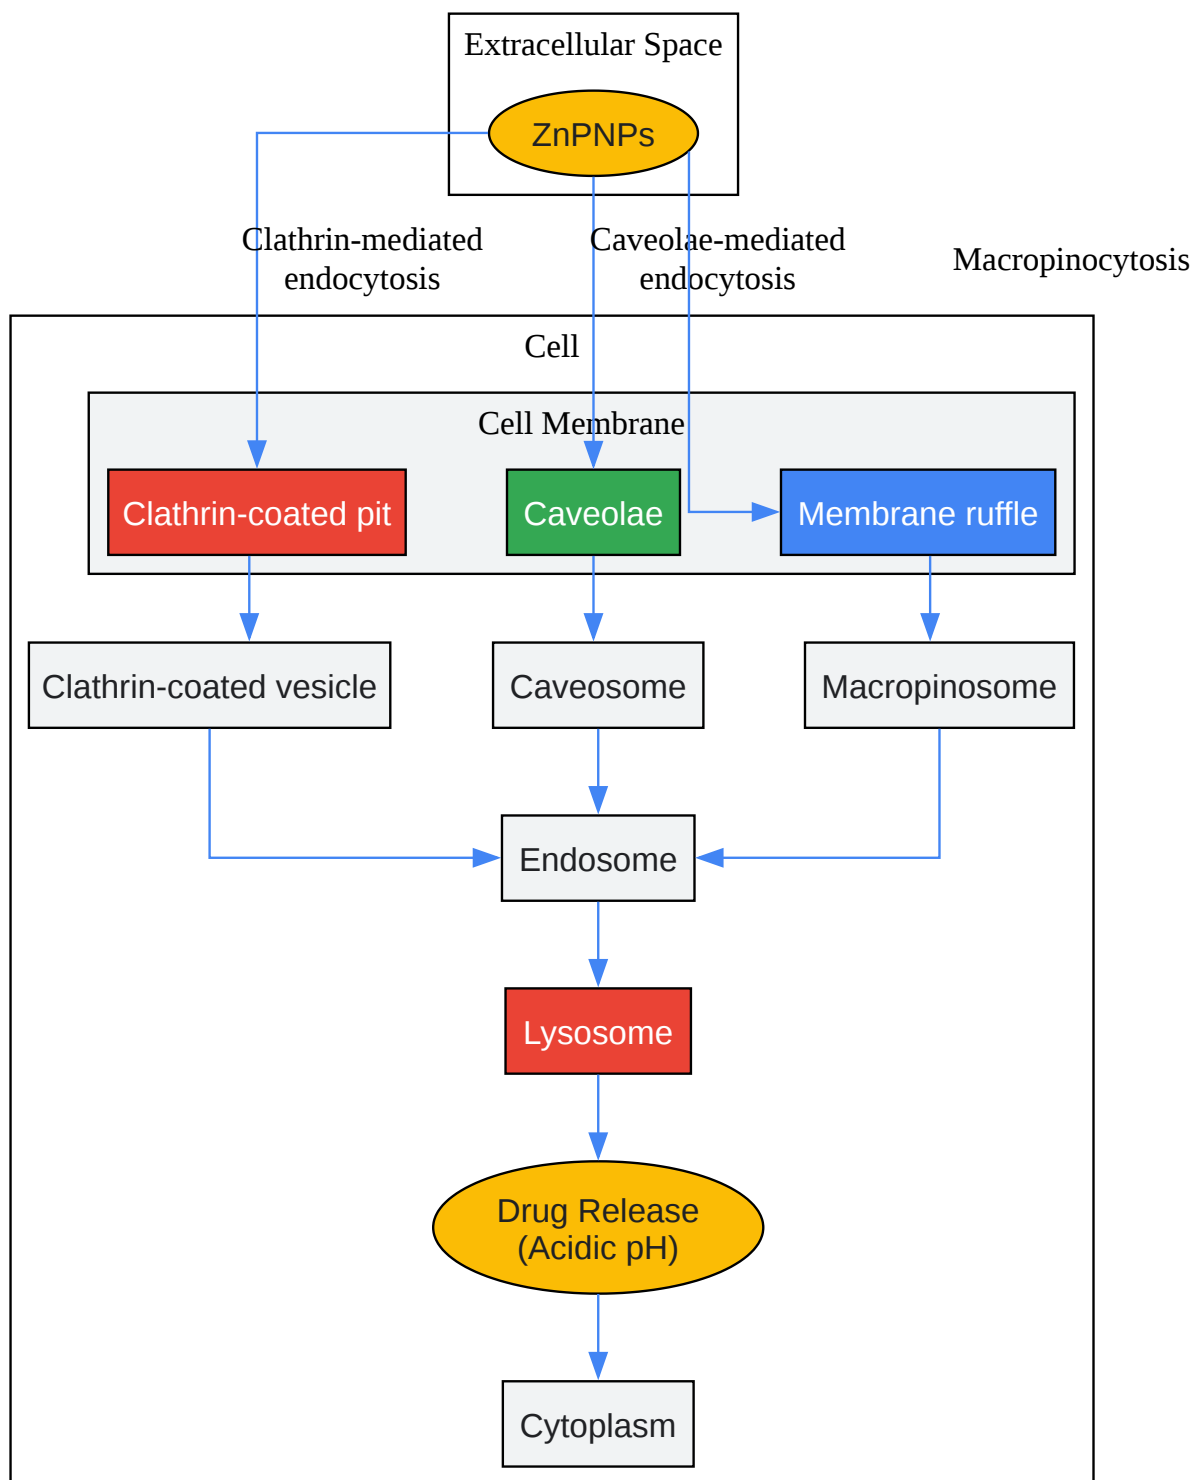 Extracellular Space
ZnPNPs
Clathrin-mediated
endocytosis
Caveolae-mediated
endocytosis
Macropinocytosis
Cell
Cell Membrane
Clathrin-coated pit
Caveolae
Membrane ruffle
Clathrin-coated vesicle
Caveosome
Macropinosome
Endosome
Lysosome
Drug Release
(Acidic pH)
Cytoplasm